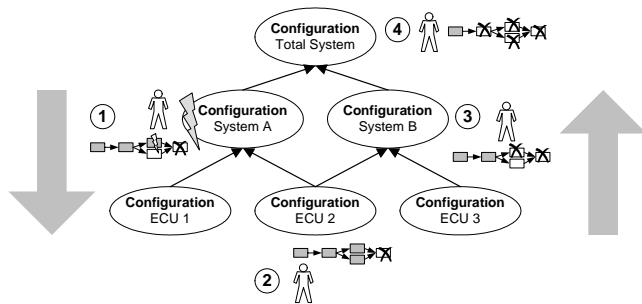 Configuration
Total System
4
1
Configuration
System A
Configuration
System B
3
Configuration
ECU 1
Configuration
ECU 2
Configuration
ECU 3
2